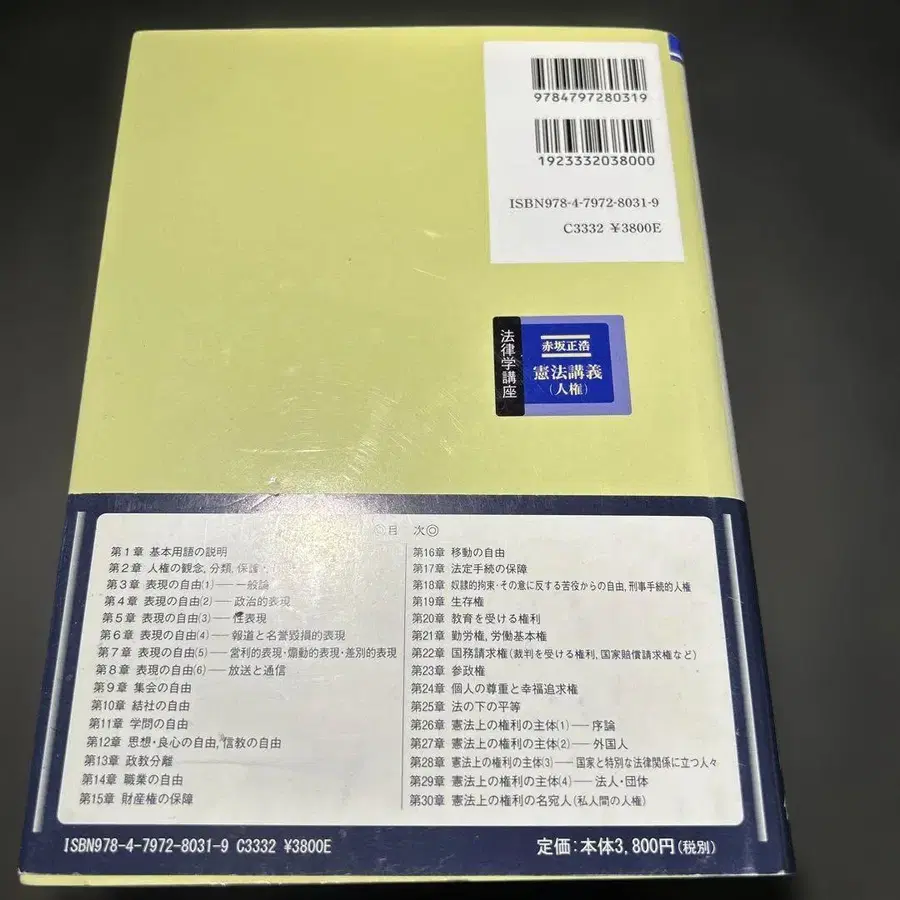 9784797280319
1923332038000
ISBN978-4-7972-8031-9
C3332 ¥3800E
法律学講座
赤坂正浩
憲法講義
(人権)
◎目 次◎
第1章 基本用語の説明
第2章 人権の観念, 分類, 保護・
第3章 表現の自由(1)――一般論
第4章 表現の自由(2)――政治的表現
第5章 表現の自由(3)――性表現
第6章 表現の自由(4)――報道と名誉毀損的表現
第7章 表現の自由(5)――営利的表現・煽動的表現・差別的表現
第8章 表現の自由(6)――放送と通信
第9章 集会の自由
第10章 結社の自由
第11章 学問の自由
第12章 思想・良心の自由, 信教の自由
第13章 政教分離
第14章 職業の自由
第15章 財産権の保障
第16章 移動の自由
第17章 法定手続の保障
第18章 奴隷的拘束・その意に反する苦役からの自由, 刑事手続的人権
第19章 生存権
第20章 教育を受ける権利
第21章 勤労権, 労働基本権
第22章 国務請求権(裁判を受ける権利, 国家賠償請求権など)
第23章 参政権
第24章 個人の尊重と幸福追求権
第25章 法の下の平等
第26章 憲法上の権利の主体(1)――序論
第27章 憲法上の権利の主体(2)――外国人
第28章 憲法上の権利の主体(3)――国家と特別な法律関係に立つ人々
第29章 憲法上の権利の主体(4)――法人・団体
第30章 憲法上の権利の名宛人(私人間の人権)
ISBN978-4-7972-8031-9 C3332 ¥3800E
定価:本体3,800円(税別)